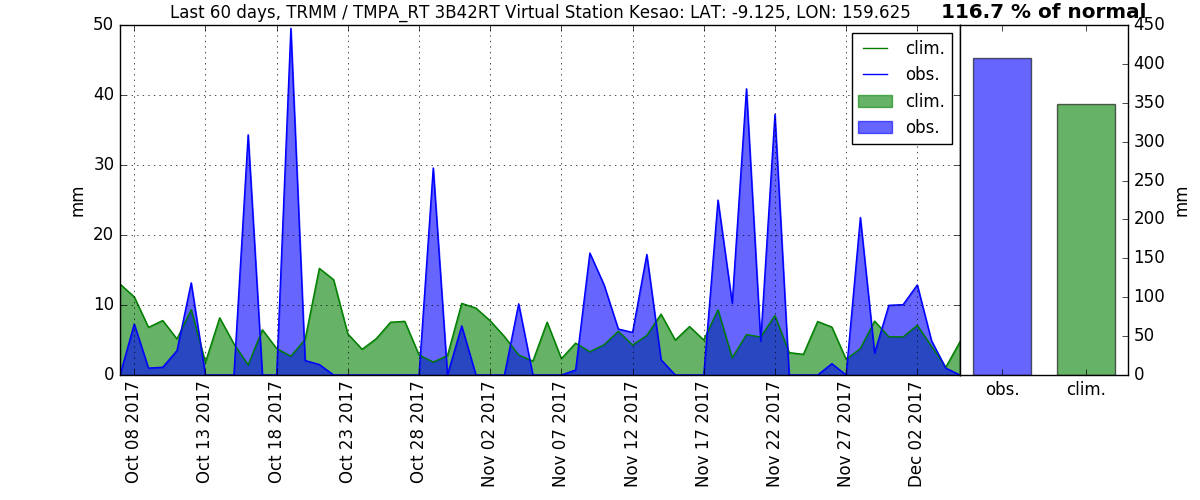 Last 60 days, TRMM / TMPA_RT 3B42RT Virtual Station Kesao: LAT: -9.125, LON: 159.625
116.7 % of normal
50
40
30
20
10
0
mm
clim.
obs.
clim.
obs.
450
400
350
300
250
200
150
100
50
0
mm
obs.
clim.
Oct 08 2017
Oct 13 2017
Oct 18 2017
Oct 23 2017
Oct 28 2017
Nov 02 2017
Nov 07 2017
Nov 12 2017
Nov 17 2017
Nov 22 2017
Nov 27 2017
Dec 02 2017